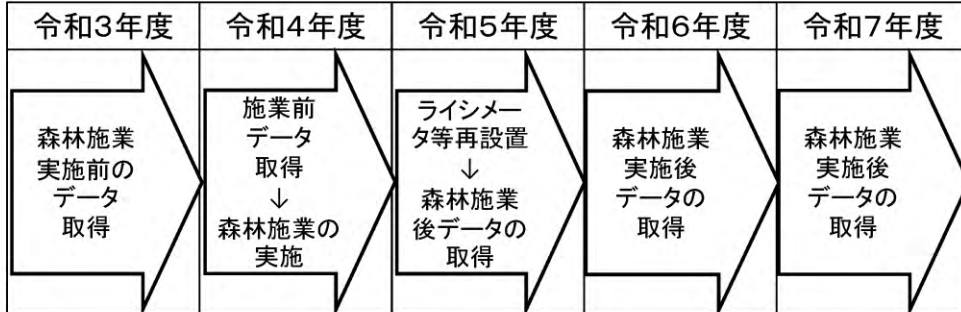 令和3年度
令和4年度
令和5年度
令和6年度
令和7年度
森林施業
実施前の
データ
取得
施業前
データ
取得
↓
森林施業の
実施
ライシメー
タ等再設置
↓
森林施業
後データの
取得
森林施業
実施後
データの
取得
森林施業
実施後
データの
取得